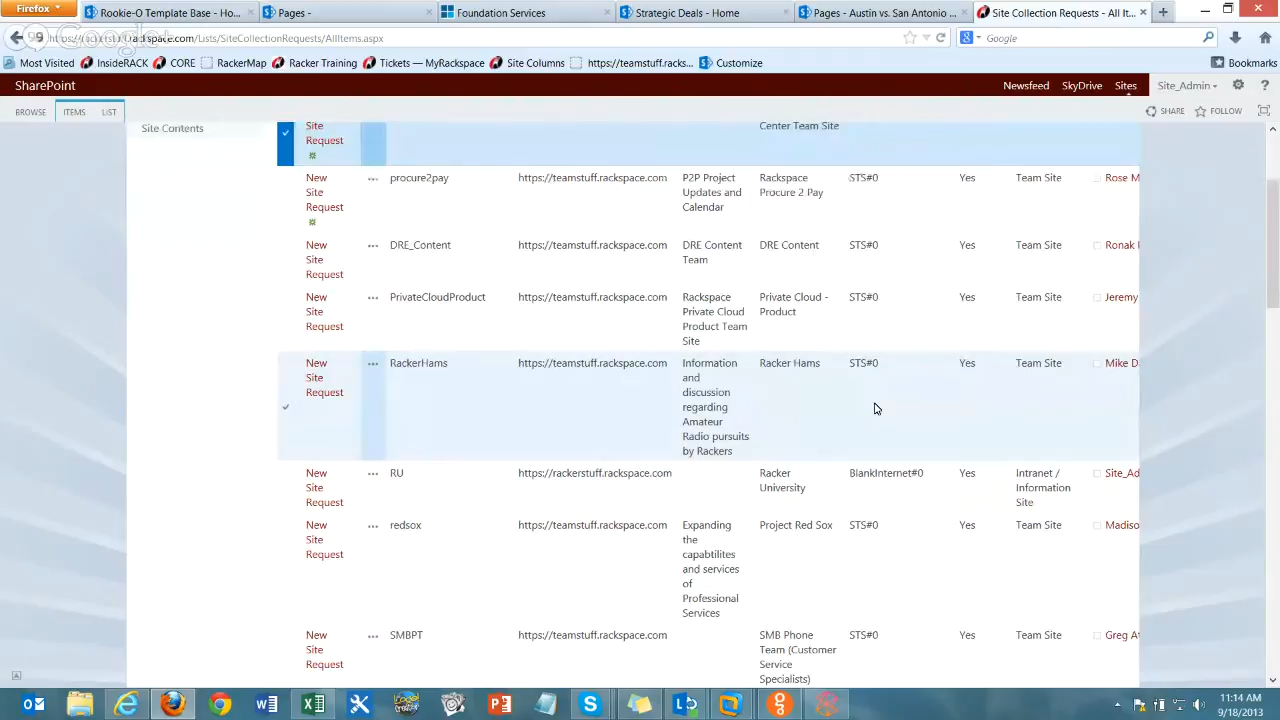 Firefox
Rookie-O Template Base - Ho...
Pages -
Foundation Services
Strategic Deals - Home
Pages - Austin vs. San Antonio ...
Site Collection Requests - All It...
.rackspace.com/Lists/SiteCollectionRequests/AllItems.aspx
Google
Most Visited
InsideRACK
CORE
RackerMap
Racker Training
Tickets — MyRackspace
Site Columns
https://teamstuff.racks...
Customize
Bookmarks
SharePoint
Newsfeed
SkyDrive
Sites
Site_Admin
?
BROWSE
ITEMS
LIST
SHARE
FOLLOW
Site Contents
Site
Request
Center Team Site
New
Site
Request
...
procure2pay
https://teamstuff.rackspace.com
P2P Project
Updates and
Calendar
Rackspace
Procure 2 Pay
STS#0
Yes
Team Site
Rose M
New
Site
Request
...
DRE_Content
https://teamstuff.rackspace.com
DRE Content
Team
DRE Content
STS#0
Yes
Team Site
Ronak
New
Site
Request
...
PrivateCloudProduct
https://teamstuff.rackspace.com
Rackspace
Private Cloud
Product Team
Site
Private Cloud -
Product
STS#0
Yes
Team Site
Jeremy
New
Site
Request
...
RackerHams
https://teamstuff.rackspace.com
Information
and
discussion
regarding
Amateur
Radio pursuits
by Rackers
Racker Hams
STS#0
Yes
Team Site
Mike D
New
Site
Request
...
RU
https://rackerstuff.rackspace.com
Racker
University
BlankInternet#0
Yes
Intranet /
Information
Site
Site_Ad
New
Site
Request
...
redsox
https://teamstuff.rackspace.com
Expanding
the
capabtilites
and services
of
Professional
Services
Project Red Sox
STS#0
Yes
Team Site
Madiso
New
Site
Request
...
SMBPT
https://teamstuff.rackspace.com
SMB Phone
Team (Customer
Service
Specialists)
STS#0
Yes
Team Site
Greg At
11:14 AM
9/18/2013